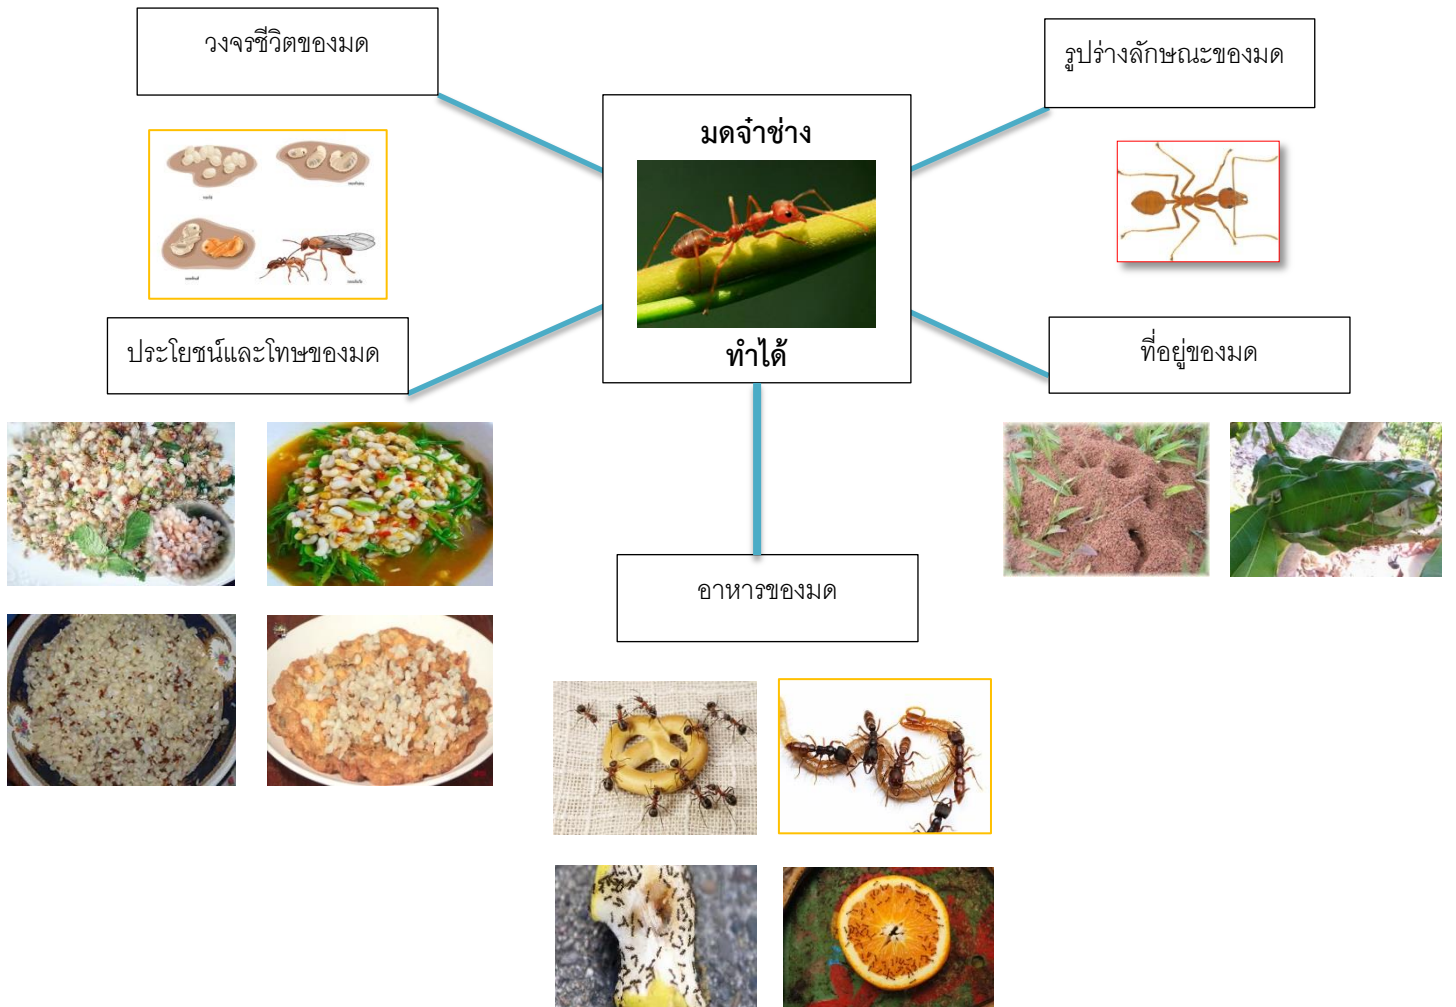 วงจรชีวิตของมด
รูปร่างลักษณะของมด
มดจ๋าช่าง
ทำได้
ประโยชน์และโทษของมด
ที่อยู่ของมด
อาหารของมด